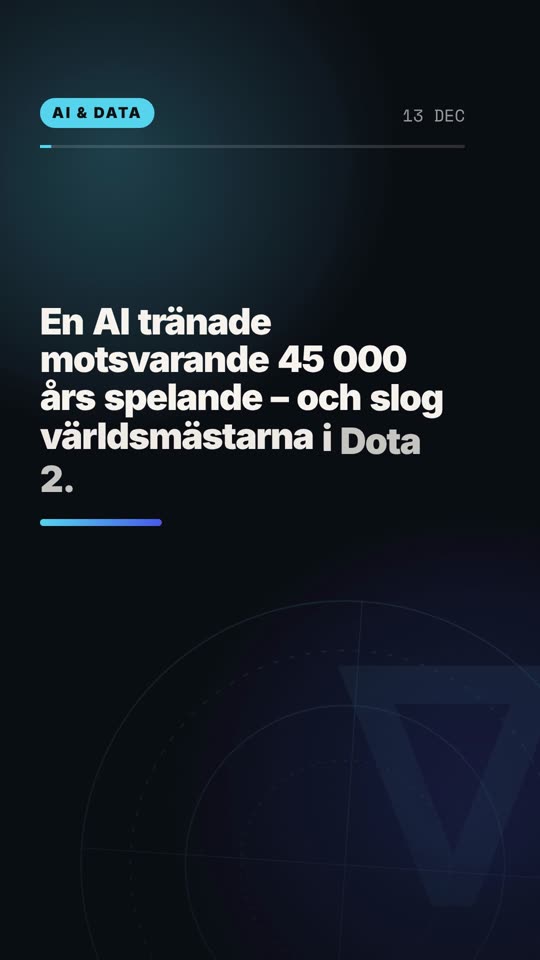 AI & DATA
13 DEC
En AI tränade
motsvarande 45 000
års spelande – och slog
världsmästarna i Dota
2.